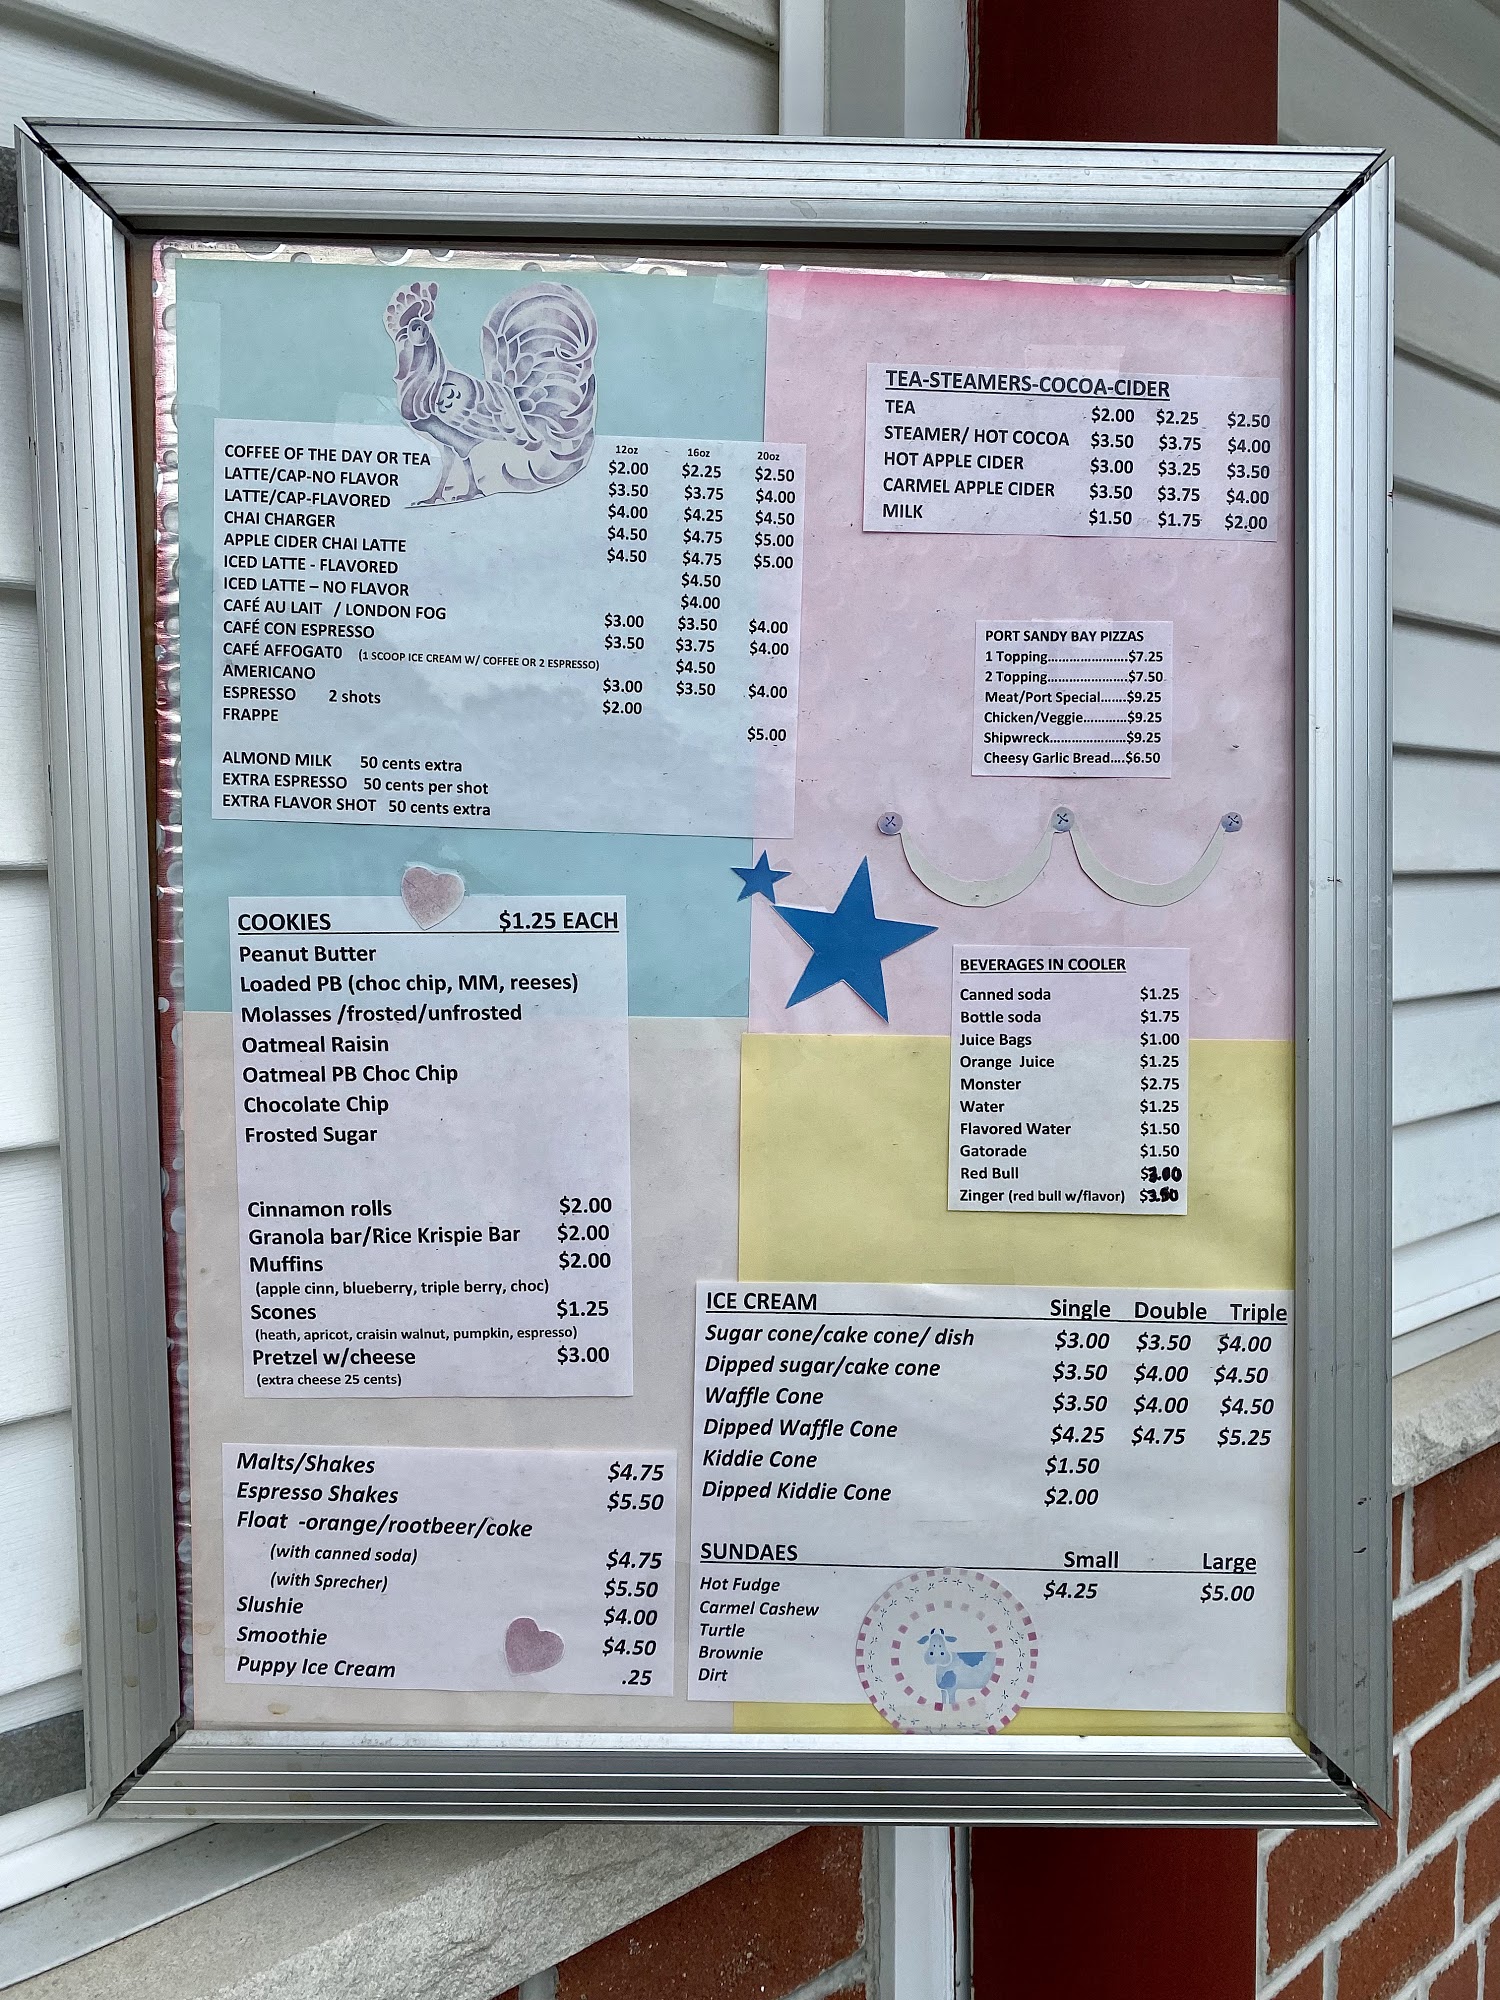 12oz 16oz 20oz
COFFEE OF THE DAY OR TEA $2.00 $2.25 $2.50
LATTE/CAP-NO FLAVOR $3.50 $3.75 $4.00
LATTE/CAP-FLAVORED $4.00 $4.25 $4.50
CHAI CHARGER $4.50 $4.75 $5.00
APPLE CIDER CHAI LATTE $4.50 $4.75 $5.00
ICED LATTE - FLAVORED $4.50
ICED LATTE – NO FLAVOR $4.00
CAFÉ AU LAIT / LONDON FOG $3.00 $3.50 $4.00
CAFÉ CON ESPRESSO $3.50 $3.75 $4.00
CAFÉ AFFOGATO (1 SCOOP ICE CREAM W/ COFFEE OR 2 ESPRESSO) $4.50
AMERICANO $3.00 $3.50 $4.00
ESPRESSO 2 shots $2.00
FRAPPE $5.00
ALMOND MILK 50 cents extra
EXTRA ESPRESSO 50 cents per shot
EXTRA FLAVOR SHOT 50 cents extra
TEA-STEAMERS-COCOA-CIDER
TEA $2.00 $2.25 $2.50
STEAMER/ HOT COCOA $3.50 $3.75 $4.00
HOT APPLE CIDER $3.00 $3.25 $3.50
CARMEL APPLE CIDER $3.50 $3.75 $4.00
MILK $1.50 $1.75 $2.00
PORT SANDY BAY PIZZAS
1 Topping......................$7.25
2 Topping......................$7.50
Meat/Port Special.......$9.25
Chicken/Veggie............$9.25
Shipwreck.....................$9.25
Cheesy Garlic Bread....$6.50
COOKIES $1.25 EACH
Peanut Butter
Loaded PB (choc chip, MM, reeses)
Molasses /frosted/unfrosted
Oatmeal Raisin
Oatmeal PB Choc Chip
Chocolate Chip
Frosted Sugar
Cinnamon rolls $2.00
Granola bar/Rice Krispie Bar $2.00
Muffins $2.00
(apple cinn, blueberry, triple berry, choc)
Scones $1.25
(heath, apricot, craisin walnut, pumpkin, espresso)
Pretzel w/cheese $3.00
(extra cheese 25 cents)
BEVERAGES IN COOLER
Canned soda $1.25
Bottle soda $1.75
Juice Bags $1.00
Orange Juice $1.25
Monster $2.75
Water $1.25
Flavored Water $1.50
Gatorade $1.50
Red Bull
Zinger (red bull w/flavor)
Malts/Shakes $4.75
Espresso Shakes $5.50
Float -orange/rootbeer/coke
(with canned soda) $4.75
(with Sprecher) $5.50
Slushie $4.00
Smoothie $4.50
Puppy Ice Cream .25
ICE CREAM Single Double Triple
Sugar cone/cake cone/ dish $3.00 $3.50 $4.00
Dipped sugar/cake cone $3.50 $4.00 $4.50
Waffle Cone $3.50 $4.00 $4.50
Dipped Waffle Cone $4.25 $4.75 $5.25
Kiddie Cone $1.50
Dipped Kiddie Cone $2.00
SUNDAES Small Large
Hot Fudge $4.25 $5.00
Carmel Cashew
Turtle
Brownie
Dirt